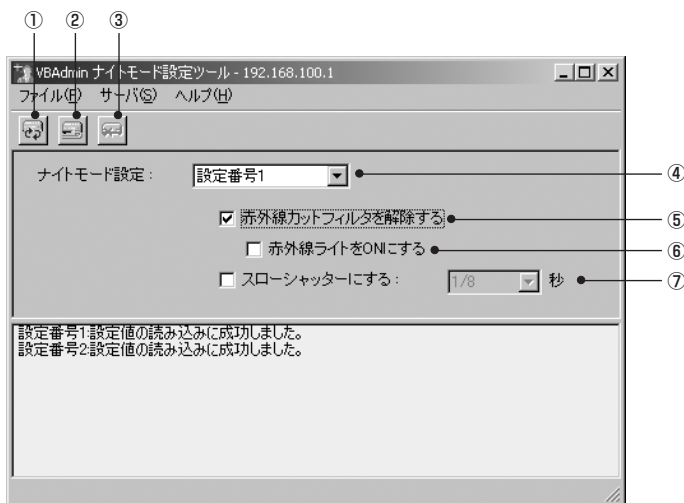 ① ② ③
VBAdmin ナイトモード設定ツール - 192.168.100.1
ファイル(F) サーバ(S) ヘルプ(H)
ナイトモード設定： 設定番号1 ④
赤外線カットフィルタを解除する ⑤
赤外線ライトをONにする ⑥
スローシャッターにする： 1/8 秒 ⑦
設定番号1:設定値の読み込みに成功しました。
設定番号2:設定値の読み込みに成功しました。